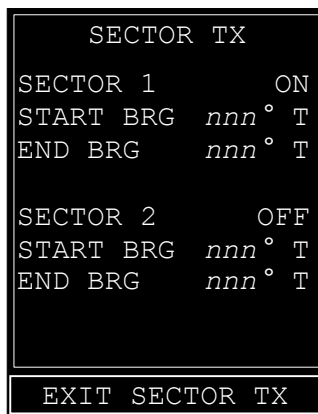 SECTOR TX
SECTOR 1 ON
START BRG nnn° T
END BRG nnn° T
SECTOR 2 OFF
START BRG nnn° T
END BRG nnn° T
EXIT SECTOR TX